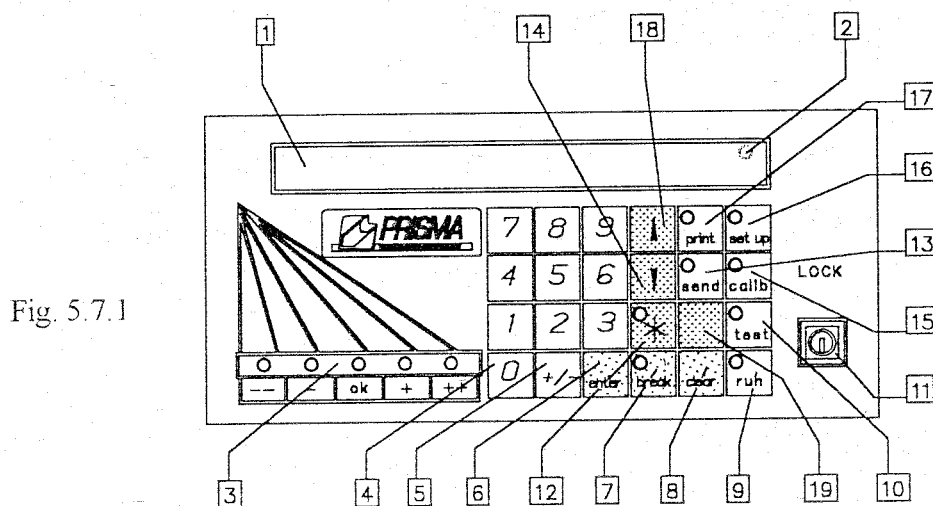 1 14 18 2
17
16
PRISMA
7 8 9 print set up
13
4 5 6 send calib
LOCK
Fig. 5.7.1
1 2 3 test
15
0 +/- enter break clear run
-- - ok + ++
11
3 4 5 6 12 7 8 9 19 10